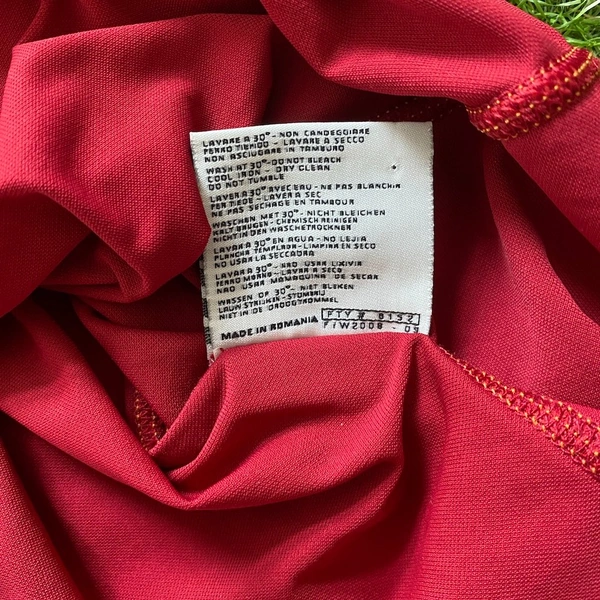 LAVARE A 30° - NON CANDEGGIARE
FERRO TIEPIDO - LAVARE A SECCO
NON ASCIUGARE IN TAMBURO
WASH AT 30° - DO NOT BLEACH
COOL IRON - DRY CLEAN
DO NOT TUMBLE
LAVER A 30° AVEC EAU - NE PAS BLANCHIR
FER TIEDE - LAVER A SEC
NE PAS SECHAGE EN TAMBOUR
WASCHEN MIT 30° - NICHT BLEICHEN
KALT BÜGELN - CHEMISCH REINIGEN
NICHT IN DEN WASCHETROCKNER
LAVAR A 30° EN AGUA - NO LEJIA
PLANCHA TEMPLADA - LIMPIRA EN SECO
NO USAR LA SECCADORA
LAVAR A 30° - NÃO USAR LIXIVIA
FERRO MORNO - LAVAR A SECO
NÃO USAR MAMAQUINA DE SECAR
WASSEN OP 30° - NIET BLEKEN
LAUW STRIJKEN - STOMERIJ
NIET IN DE DROOGTROMMEL
MADE IN ROMANIA FTY # 0132
F/W2008 - 09